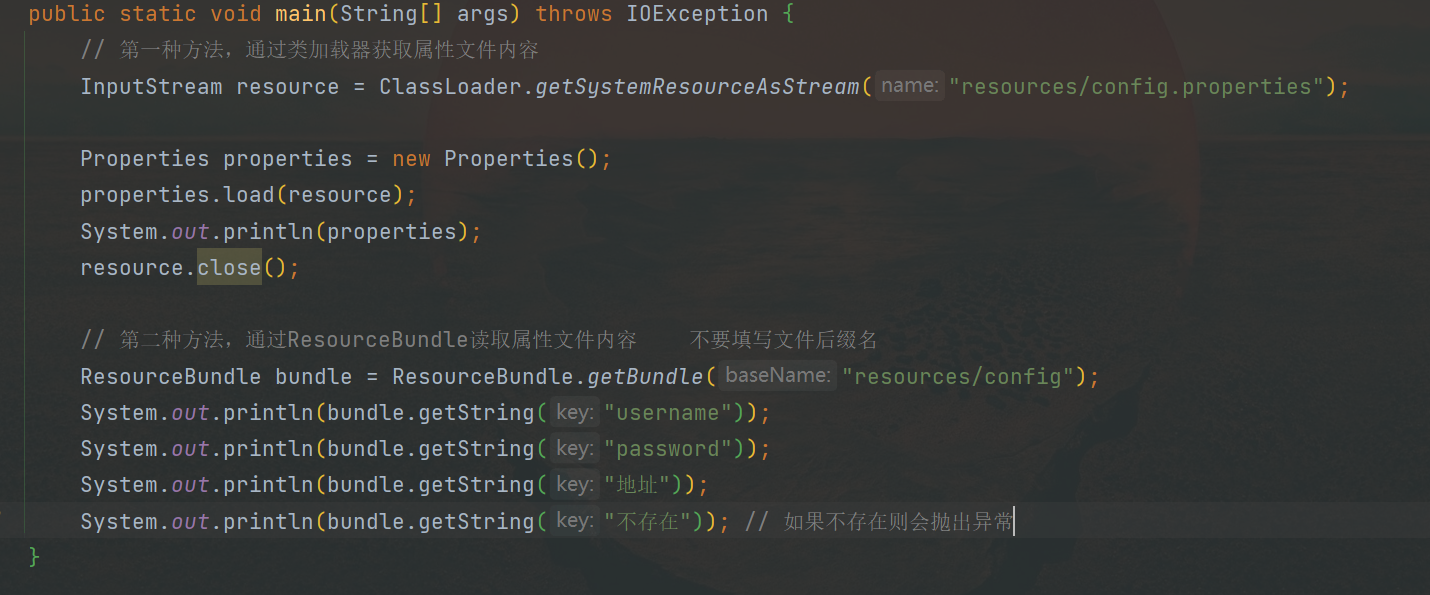 public static void main(String[] args) throws IOException {
// 第一种方法，通过类加载器获取属性文件内容
InputStream resource = ClassLoader.getSystemResourceAsStream( name: "resources/config.properties");
Properties properties = new Properties();
properties.load(resource);
System.out.println(properties);
resource.close();
// 第二种方法，通过ResourceBundle读取属性文件内容    不要填写文件后缀名
ResourceBundle bundle = ResourceBundle.getBundle( baseName: "resources/config");
System.out.println(bundle.getString( key: "username"));
System.out.println(bundle.getString( key: "password"));
System.out.println(bundle.getString( key: "地址"));
System.out.println(bundle.getString( key: "不存在")); // 如果不存在则会抛出异常
}